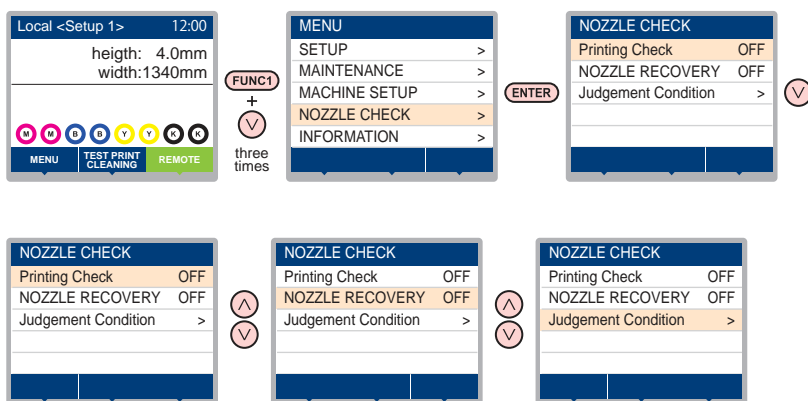 Local <Setup 1> 12:00
heigth: 4.0mm
width:1340mm
M M B B Y Y K K
MENU TEST PRINT CLEANING REMOTE
FUNC1
+
three
times
MENU
SETUP >
MAINTENANCE >
MACHINE SETUP >
NOZZLE CHECK >
INFORMATION >
ENTER
NOZZLE CHECK
Printing Check OFF
NOZZLE RECOVERY OFF
Judgement Condition >
NOZZLE CHECK
Printing Check OFF
NOZZLE RECOVERY OFF
Judgement Condition >
NOZZLE CHECK
Printing Check OFF
NOZZLE RECOVERY OFF
Judgement Condition >
NOZZLE CHECK
Printing Check OFF
NOZZLE RECOVERY OFF
Judgement Condition >